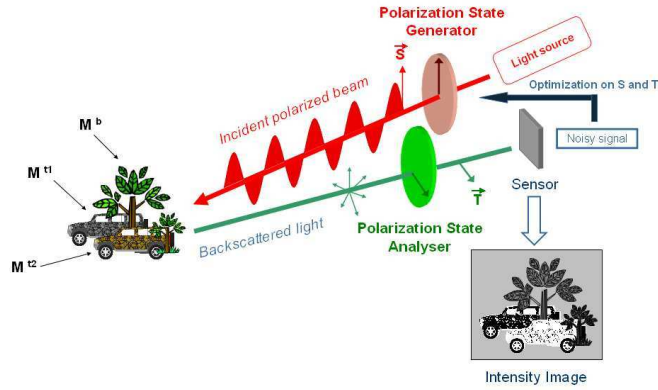 Polarization State
Generator
Light source
S
Optimization on S and T
Incident polarized beam
Noisy signal
M b
M t1
Sensor
T
M t2
Backscattered light
Polarization State
Analyser
Intensity Image